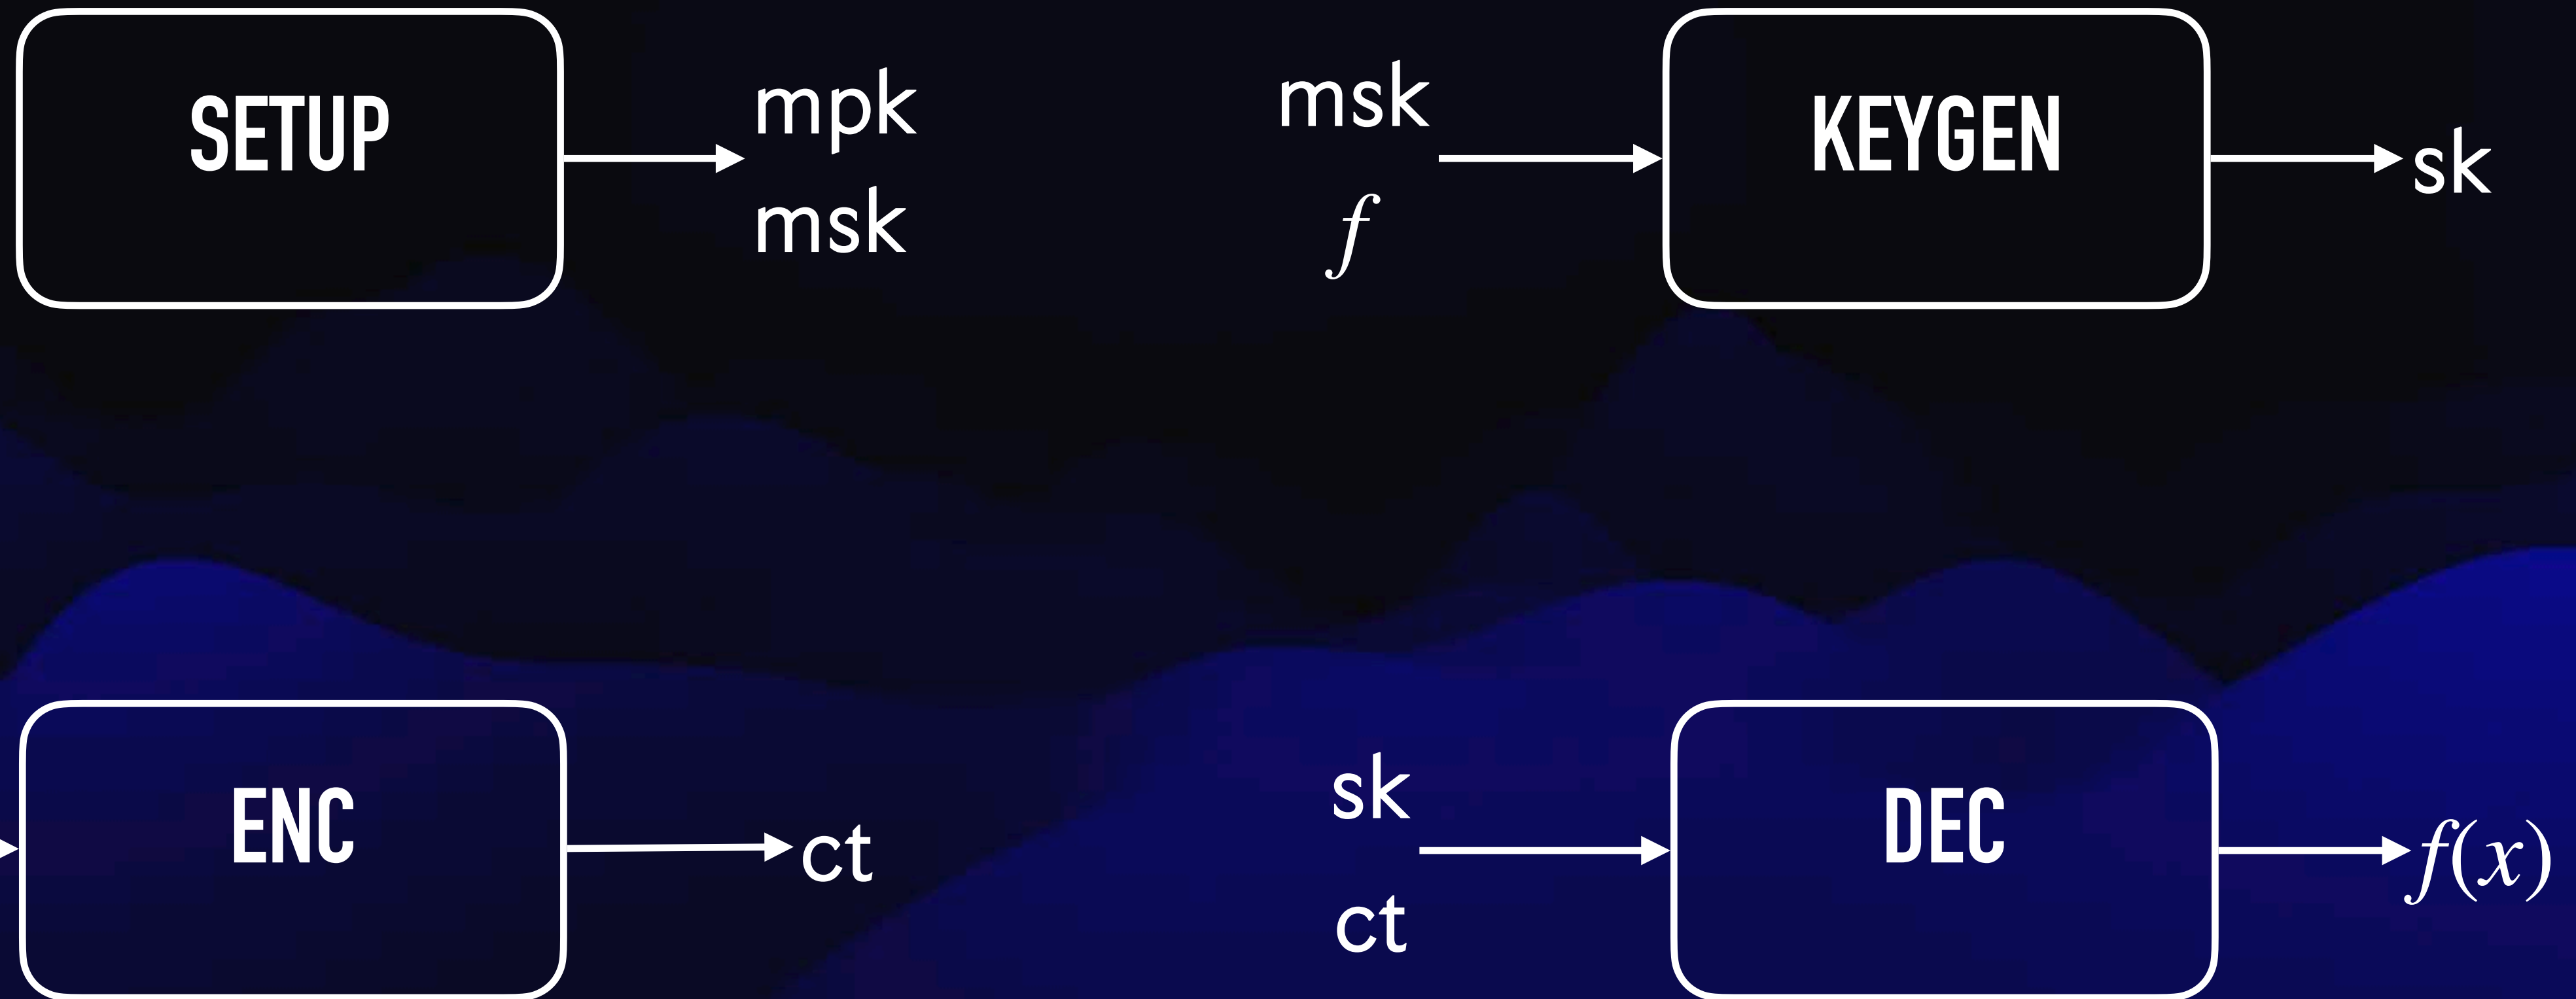 SETUP
mpk
msk
msk
f
KEYGEN
sk
ENC
ct
sk
ct
DEC
f(x)